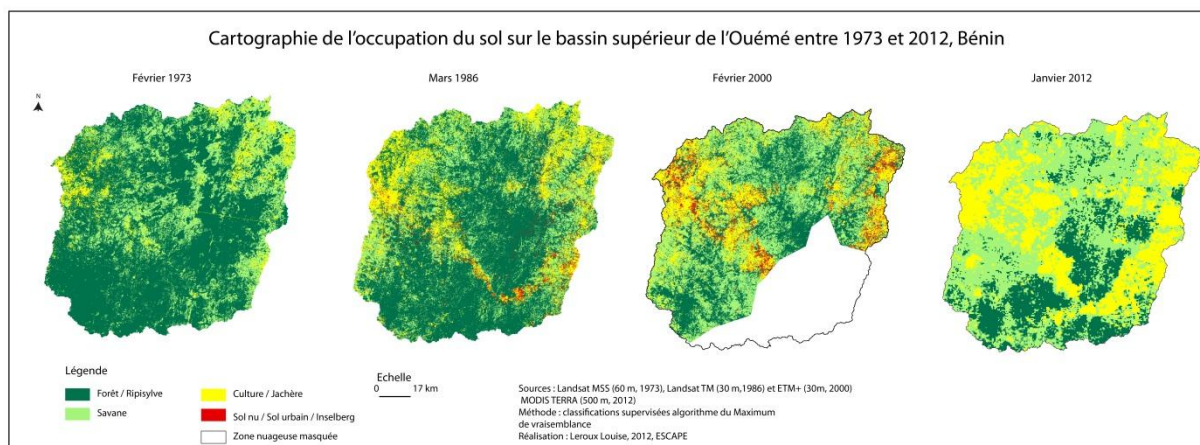 Cartographie de l'occupation du sol sur le bassin supérieur de l'Ouémé entre 1973 et 2012, Bénin
Février 1973
Mars 1986
Février 2000
Janvier 2012
N
Légende
Forêt / Ripisylve
Savane
Culture / Jachère
Sol nu / Sol urbain / Inselberg
Zone nuageuse masquée
Echelle
0 17 km
Sources : Landsat MSS (60 m, 1973), Landsat TM (30 m,1986) et ETM+ (30m, 2000)
MODIS TERRA (500 m, 2012)
Méthode : classifications supervisées algorithme du Maximum
de vraisemblance
Réalisation : Leroux Louise, 2012, ESCAPE